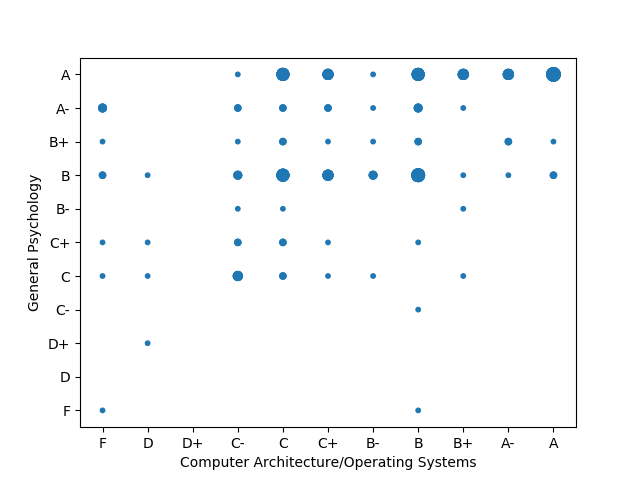 A
A-
B+
B
B-
C+
C
C-
D+
D
F
General Psychology
F D D+ C- C C+ B- B B+ A- A
Computer Architecture/Operating Systems